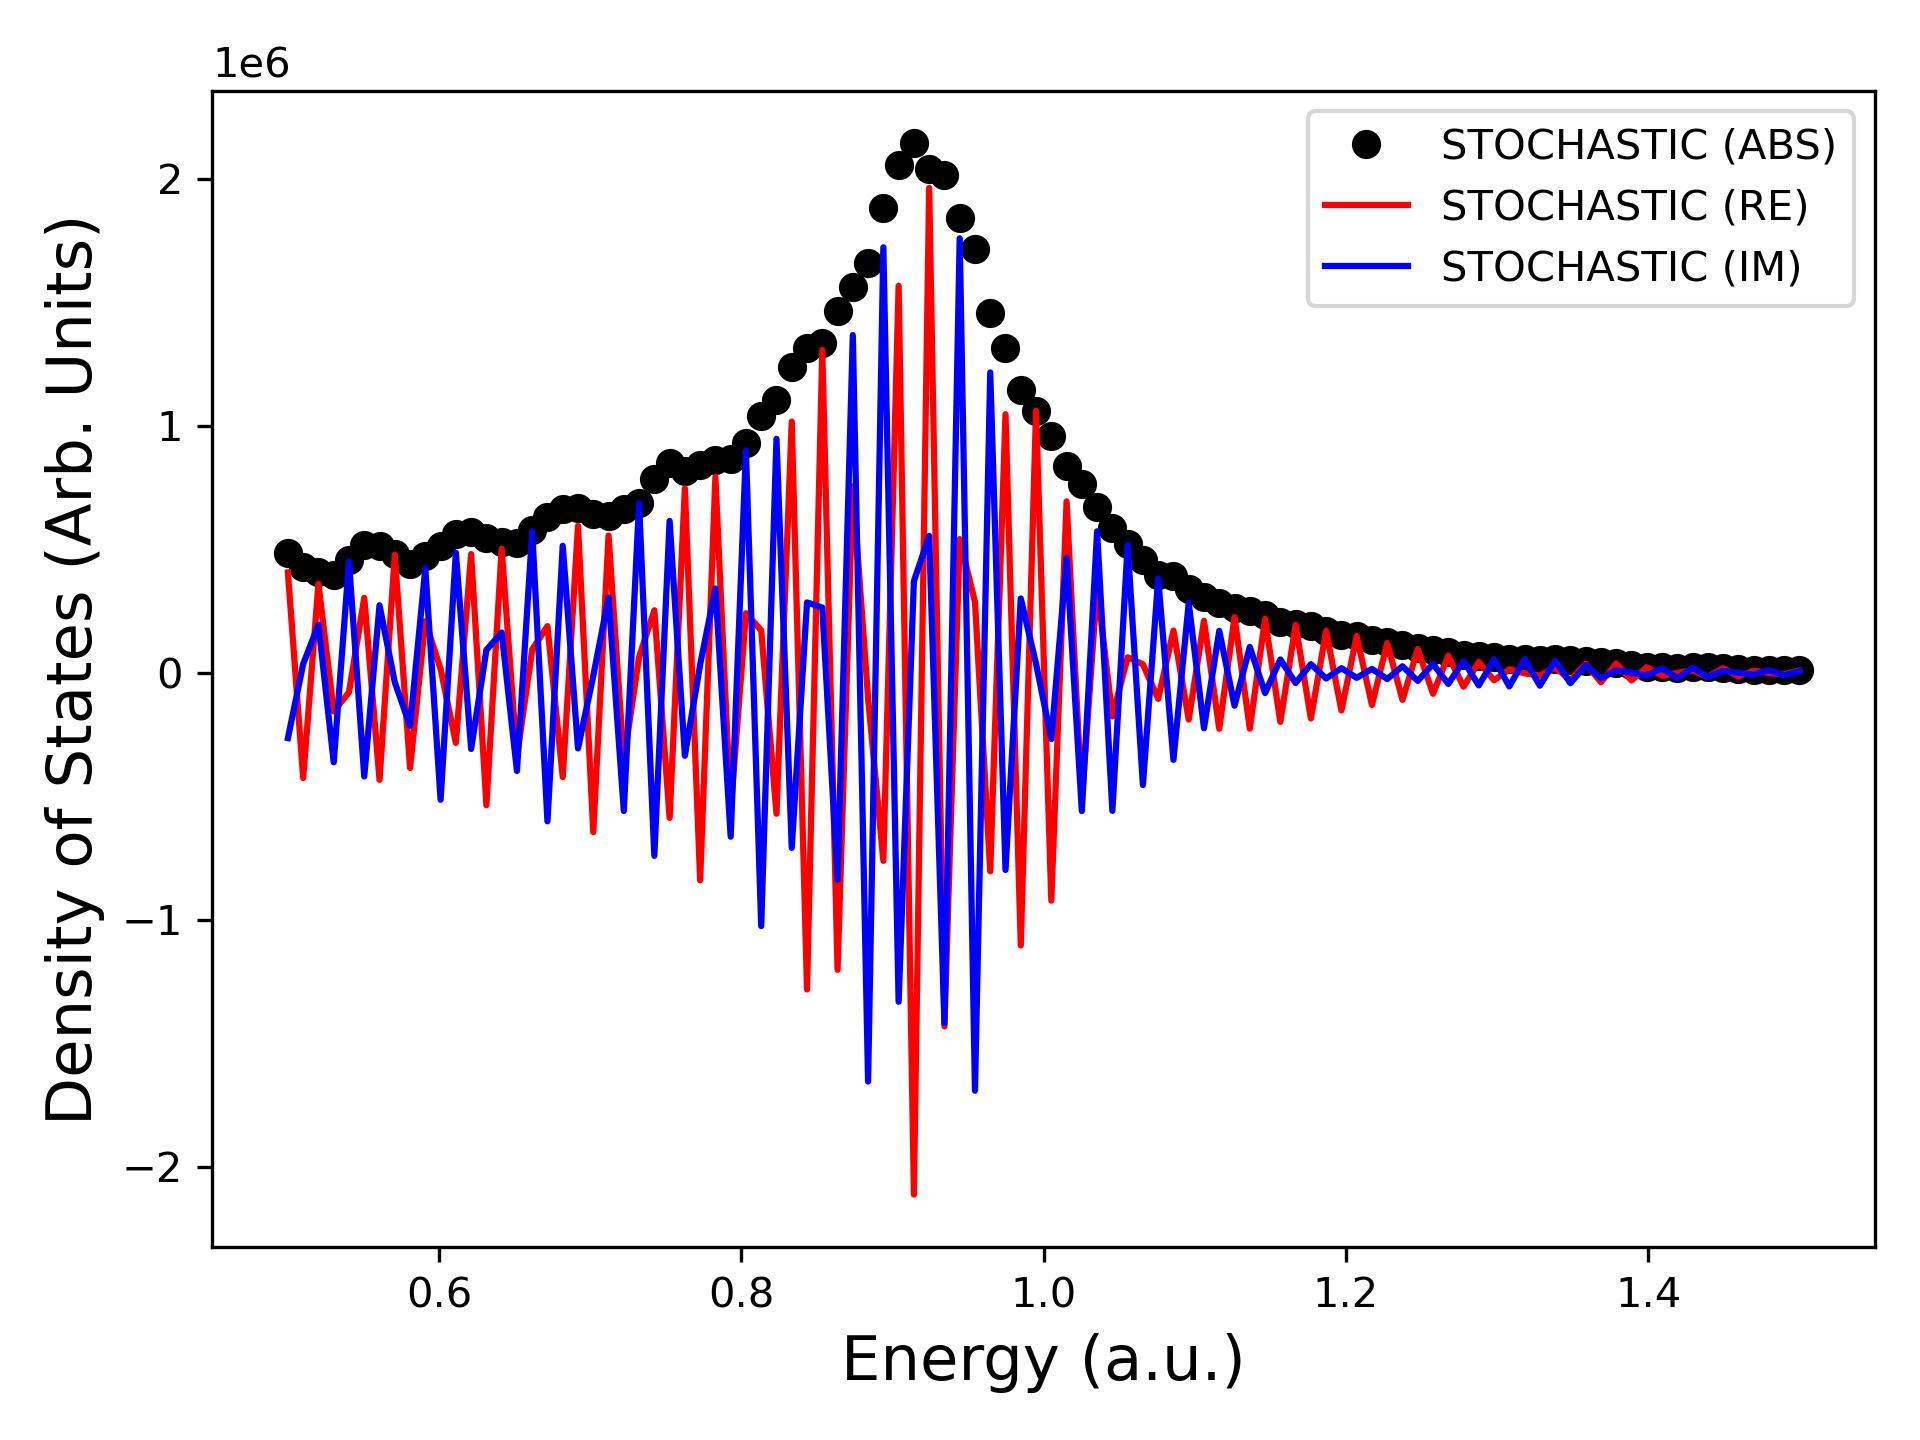 1e6
STOCHASTIC (ABS)
STOCHASTIC (RE)
STOCHASTIC (IM)
Density of States (Arb. Units)
2
1
0
−1
−2
0.6 0.8 1.0 1.2 1.4
Energy (a.u.)